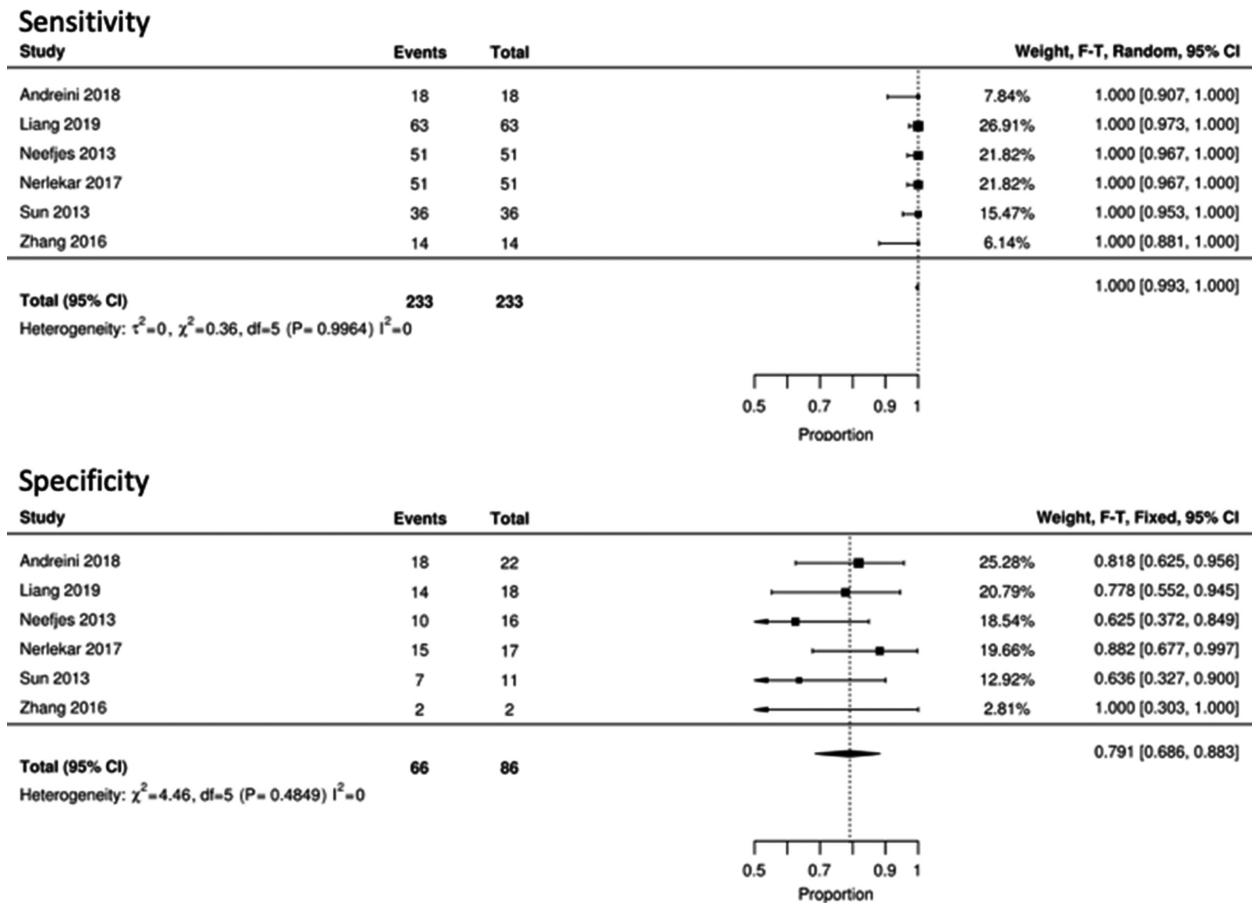 Sensitivity
Study Events Total Weight, F-T, Random, 95% CI
Andreini 2018 18 18 7.84% 1.000 [0.907, 1.000]
Liang 2019 63 63 26.91% 1.000 [0.973, 1.000]
Neefjes 2013 51 51 21.82% 1.000 [0.967, 1.000]
Nerlekar 2017 51 51 21.82% 1.000 [0.967, 1.000]
Sun 2013 36 36 15.47% 1.000 [0.953, 1.000]
Zhang 2016 14 14 6.14% 1.000 [0.881, 1.000]
1.000 [0.993, 1.000]
Total (95% CI) 233 233
Heterogeneity: τ²=0, χ²=0.36, df=5 (P= 0.9964) I²=0
0.5 0.7 0.9 1
Proportion
Specificity
Study Events Total Weight, F-T, Fixed, 95% CI
Andreini 2018 18 22 25.28% 0.818 [0.625, 0.956]
Liang 2019 14 18 20.79% 0.778 [0.552, 0.945]
Neefjes 2013 10 16 18.54% 0.625 [0.372, 0.849]
Nerlekar 2017 15 17 19.66% 0.882 [0.677, 0.997]
Sun 2013 7 11 12.92% 0.636 [0.327, 0.900]
Zhang 2016 2 2 2.81% 1.000 [0.303, 1.000]
0.791 [0.686, 0.883]
Total (95% CI) 66 86
Heterogeneity: χ²=4.46, df=5 (P= 0.4849) I²=0
0.5 0.7 0.9 1
Proportion